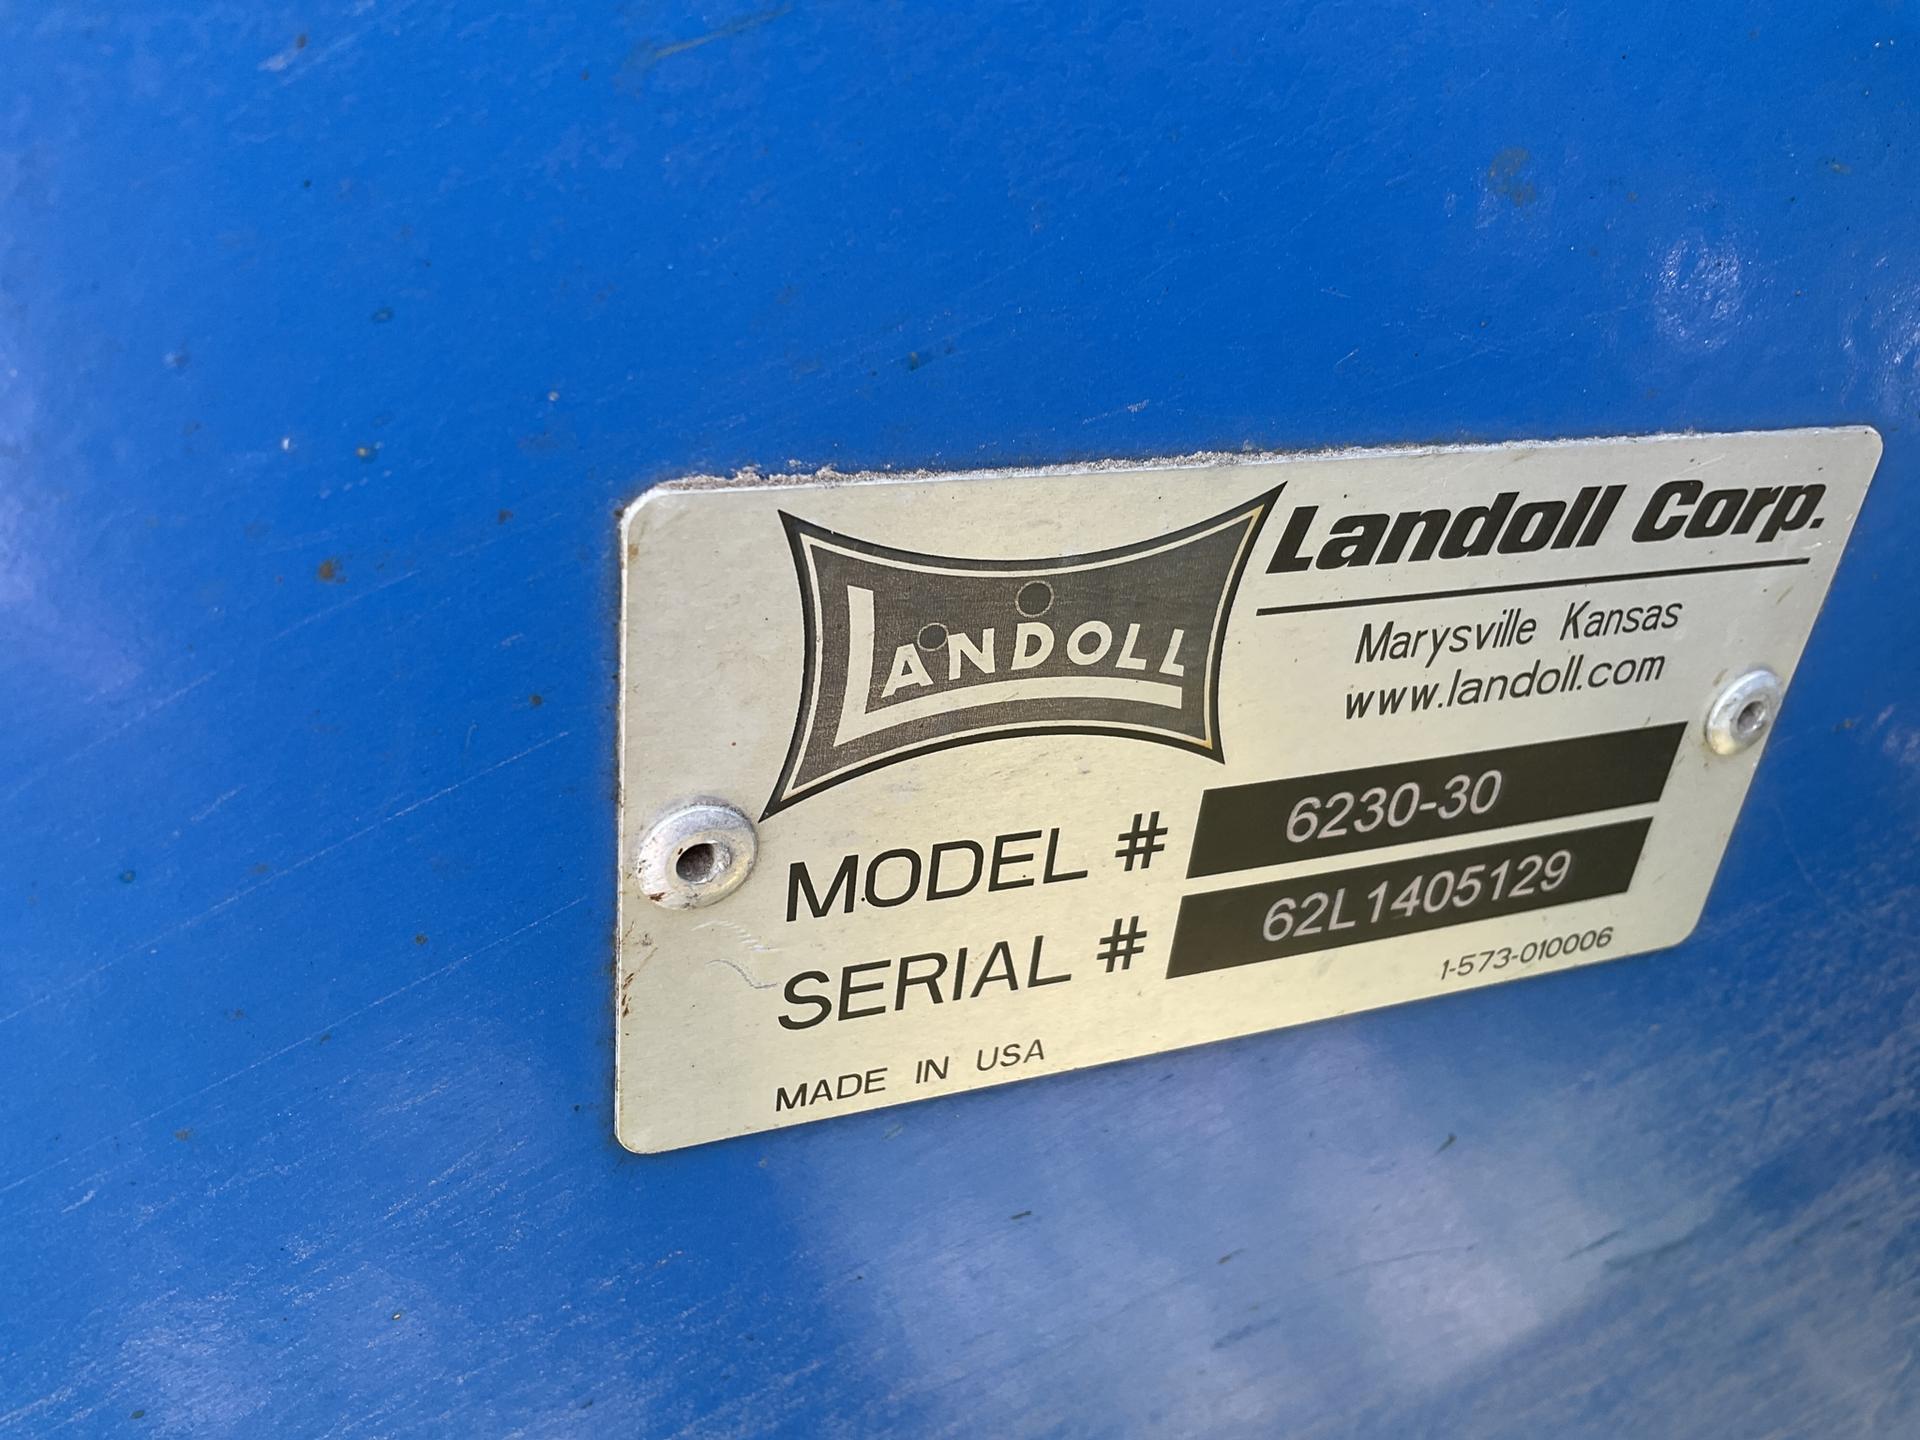 LANDOLL
Landoll Corp.
Marysville Kansas
www.landoll.com
MODEL # 6230-30
SERIAL # 62L1405129
1-573-010006
MADE IN USA